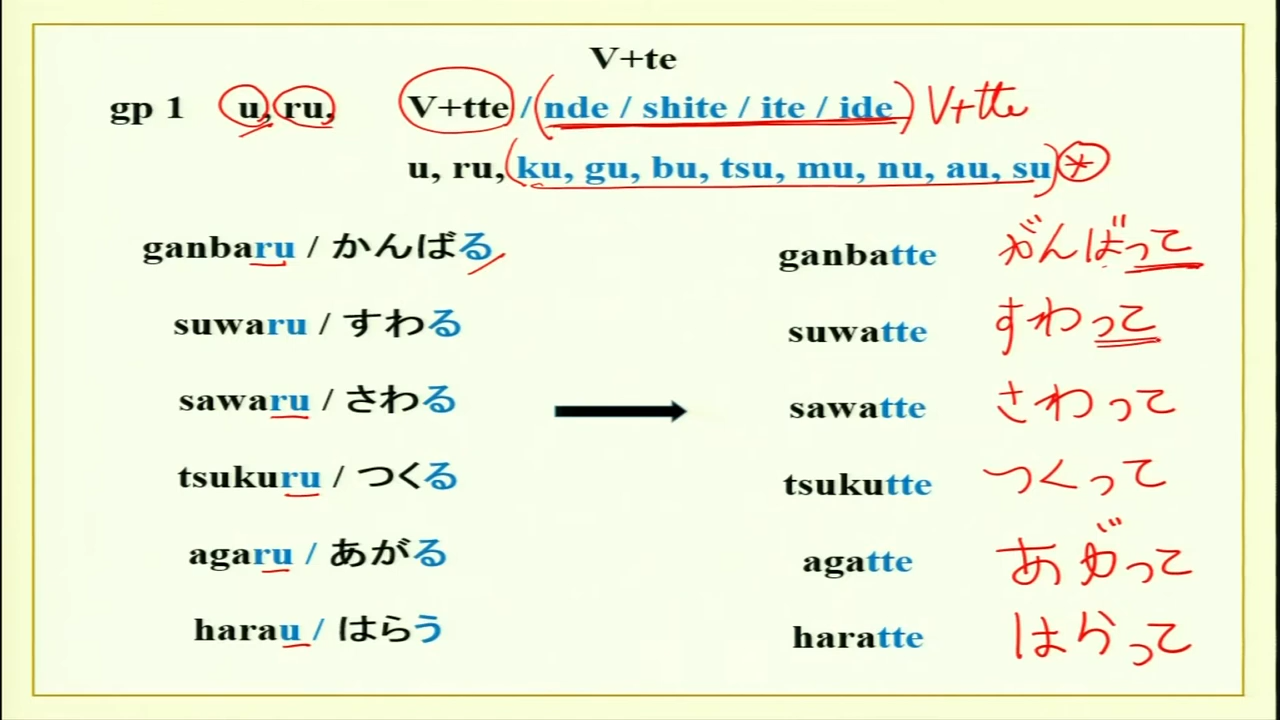 V+te
gp 1 u, ru, V+tte / (nde / shite / ite / ide) V+tte
u, ru, (ku, gu, bu, tsu, mu, nu, au, su) *
ganbaru / かんばる ganbatte がんばって
suwaru / すわる suwatte すわって
sawaru / さわる sawatte さわって
tsukuru / つくる tsukutte つくって
agaru / あがる agatte あがって
harau / はらう haratte はらって